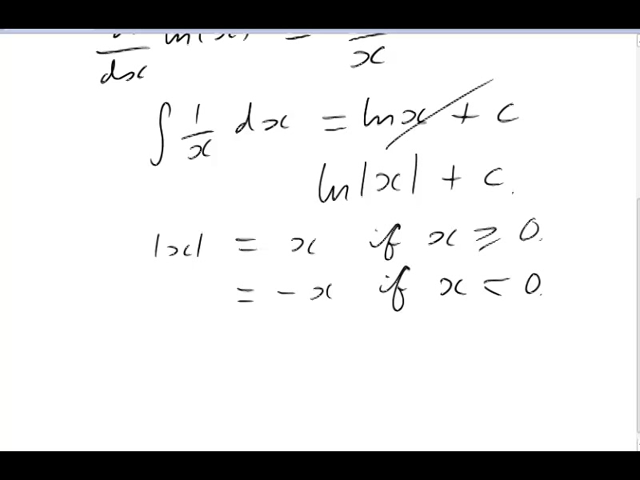 d/dx ln(x) = 1/x
∫ 1/x dx = ln x + c
ln|x| + c.
|x| = x if x ≥ 0.
= -x if x < 0.